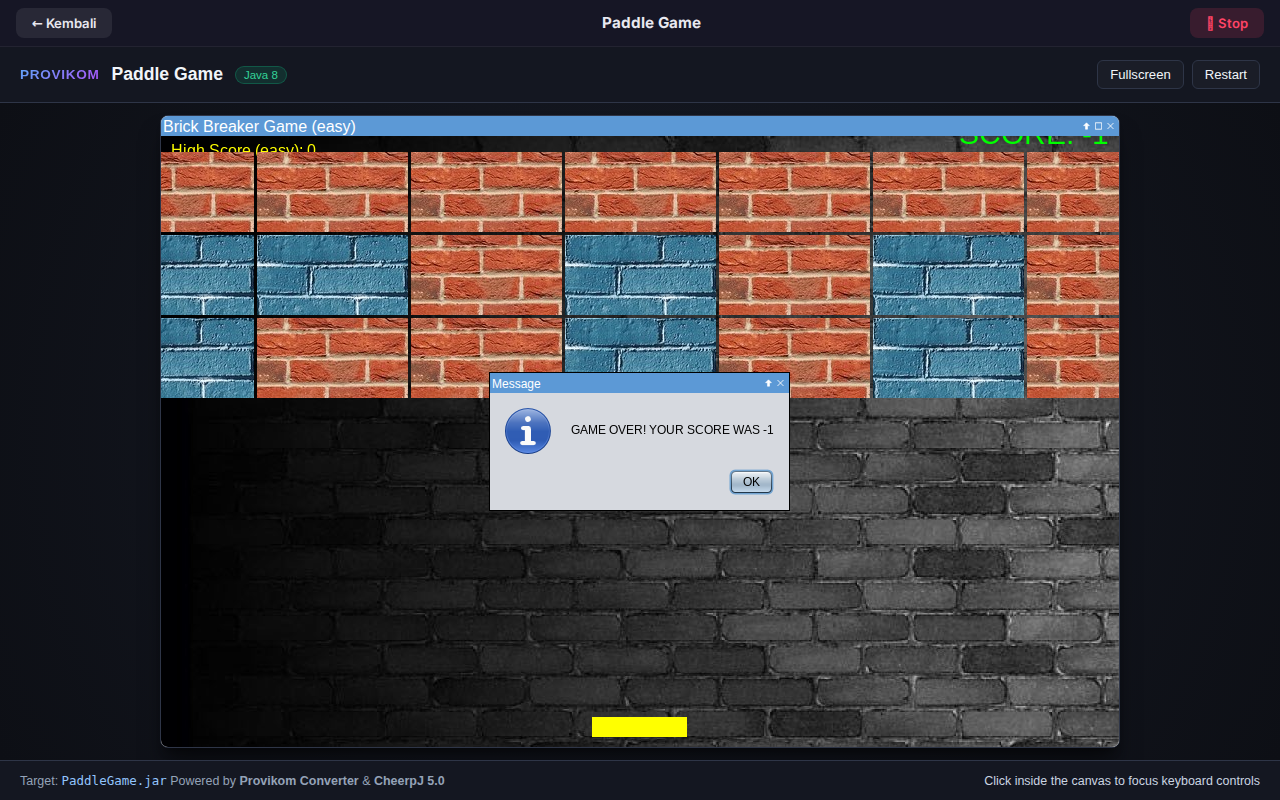 ← Kembali
Paddle Game
Stop
PROVIKOM Paddle Game Java 8
Fullscreen
Restart
Brick Breaker Game (easy)
High Score (easy): 0
SCORE: -1
Message
GAME OVER! YOUR SCORE WAS -1
OK
Target: PaddleGame.jar Powered by Provikom Converter & CheerpJ 5.0
Click inside the canvas to focus keyboard controls